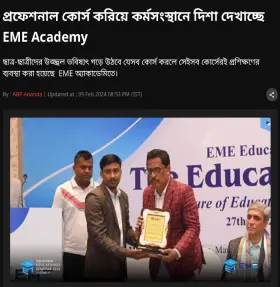 প্রফেশনাল কোর্স করিয়ে কর্মসংস্থানে দিশা দেখাচ্ছে
EME Academy
ছাত্র-ছাত্রীদের উজ্জ্বল ভবিষ্যৎ গড়ে উঠবে যেসব কোর্স করলে সেইসব কোর্সেরই প্রশিক্ষণের
ব্যবস্থা করা হয়েছে EME অ্যাকাডেমিতে।
By : ABP Ananda | Updated at : 09 Feb 2024 08:53 PM (IST)
EME Educa
The Educa
ure of Educat
27th